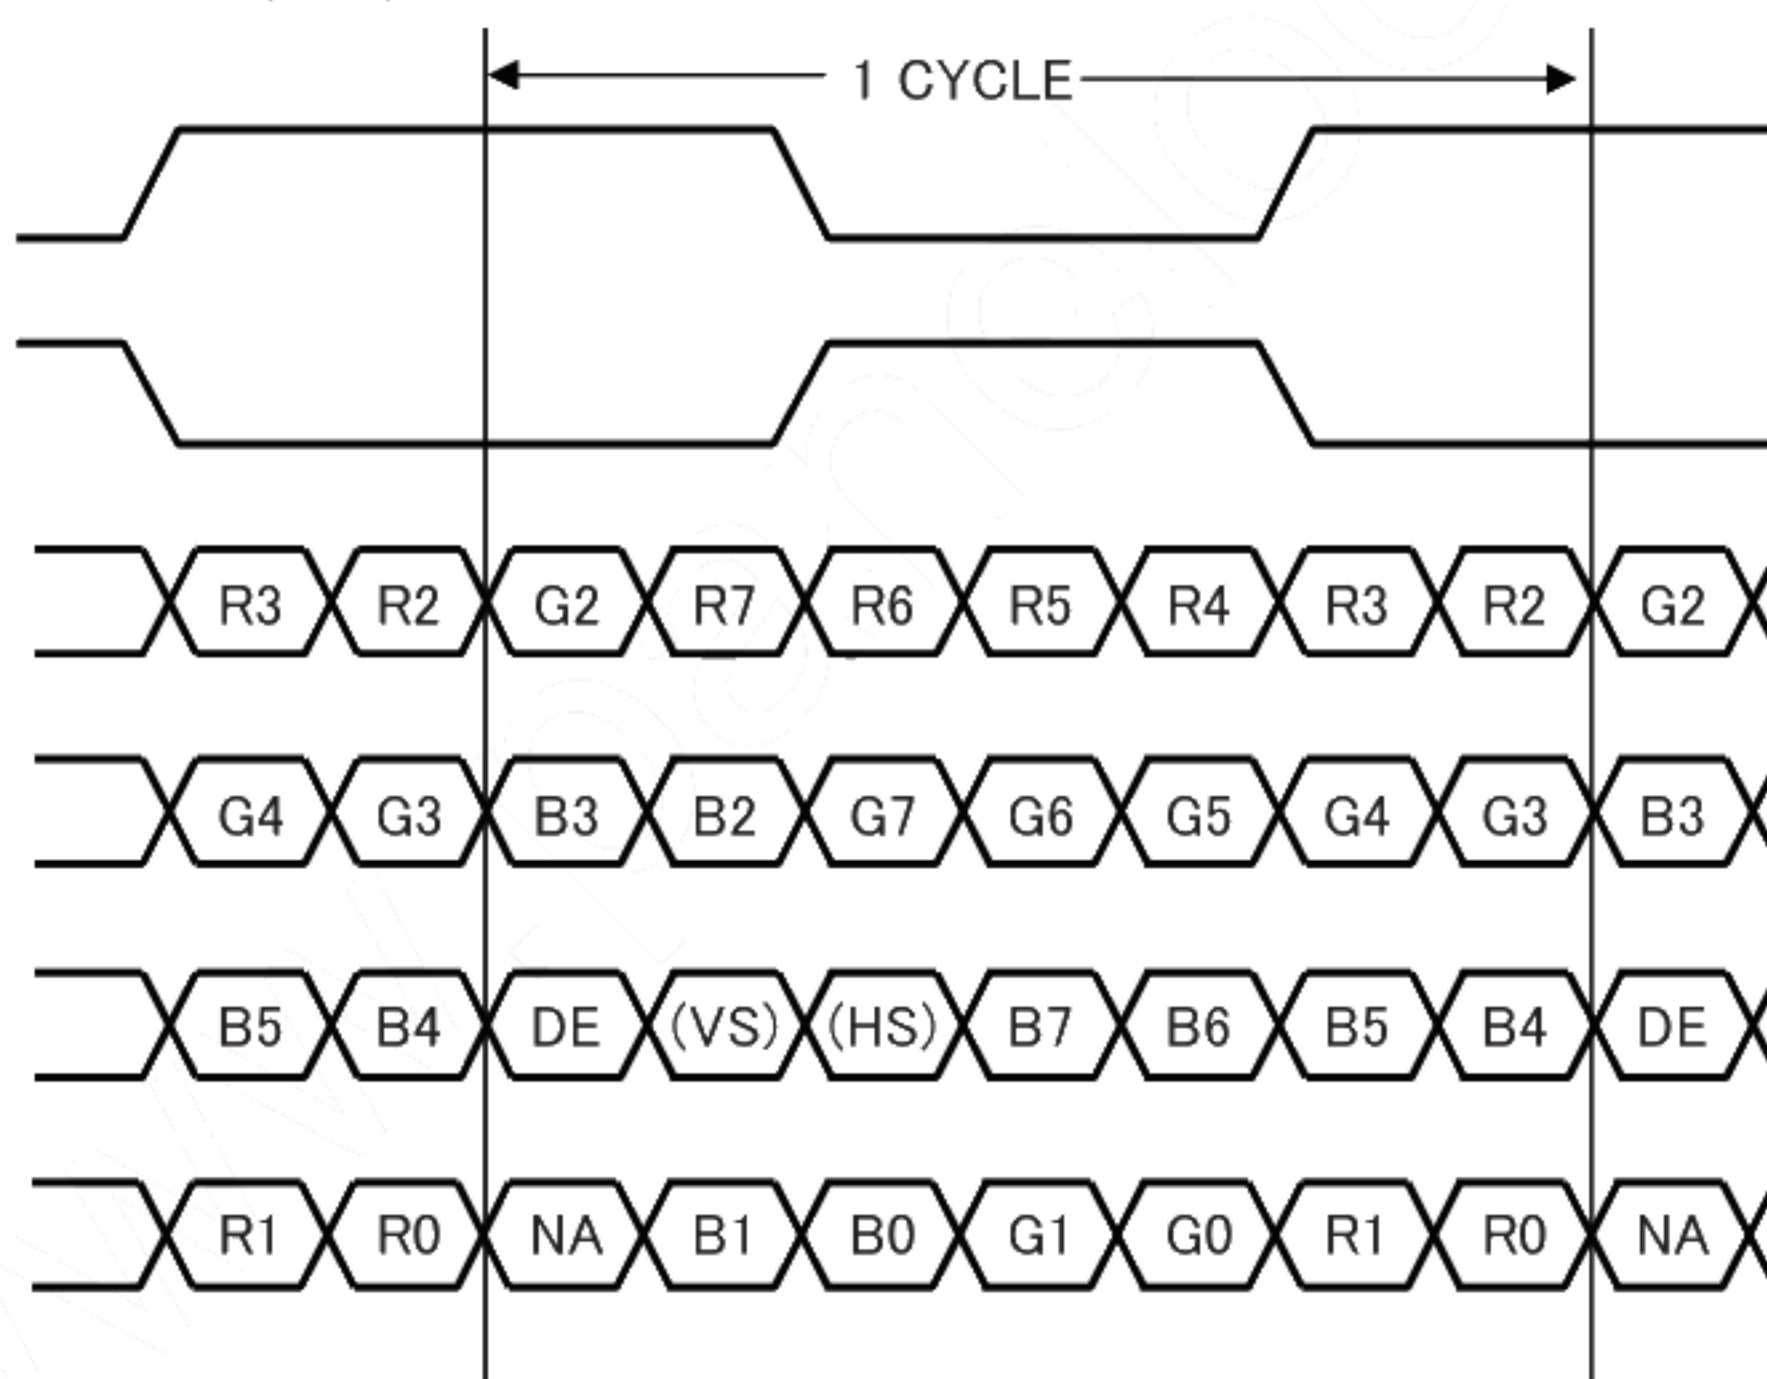 1 CYCLE
R3 R2 G2 R7 R6 R5 R4 R3 R2 G2
G4 G3 B3 B2 G7 G6 G5 G4 G3 B3
B5 B4 DE (VS) (HS) B7 B6 B5 B4 DE
R1 R0 NA B1 B0 G1 G0 R1 R0 NA